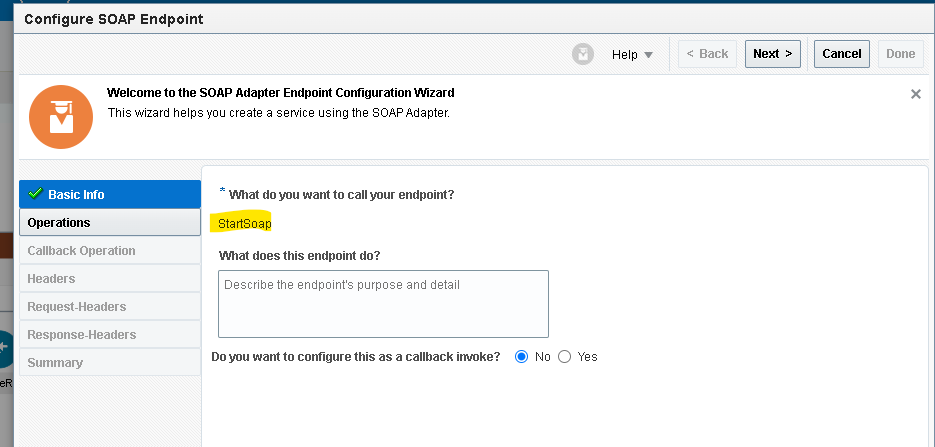 Configure SOAP Endpoint
Help
< Back
Next >
Cancel
Done
Welcome to the SOAP Adapter Endpoint Configuration Wizard
This wizard helps you create a service using the SOAP Adapter.
Basic Info
Operations
Callback Operation
Headers
Request-Headers
Response-Headers
Summary
* What do you want to call your endpoint?
StartSoap
What does this endpoint do?
Describe the endpoint's purpose and detail
Do you want to configure this as a callback invoke? No Yes
eR